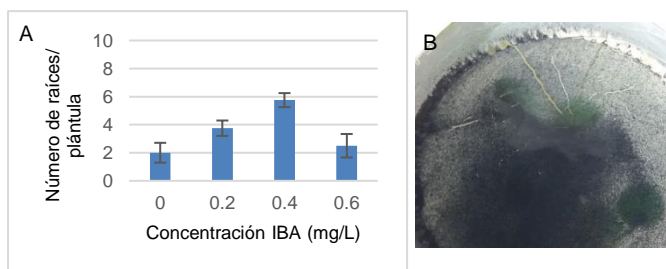 A
10
8
6
4
2
0
Número de raíces/
plántula
0 0.2 0.4 0.6
Concentración IBA (mg/L)
B